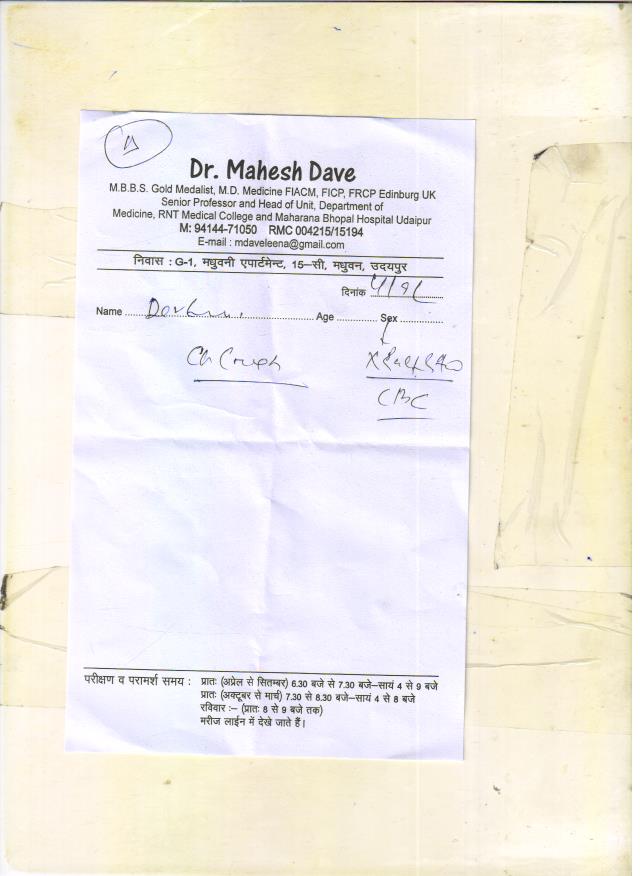 Dr. Mahesh Dave
M.B.B.S. Gold Medalist, M.D. Medicine FIACM, FICP, FRCP Edinburg UK
Senior Professor and Head of Unit, Department of
Medicine, RNT Medical College and Maharana Bhopal Hospital Udaipur
M: 94144-71050 RMC 004215/15194
E-mail : mdaveleena@gmail.com
निवास : G-1, मधुवनी एपार्टमेन्ट, 15–सी, मधुवन, उदयपुर
दिनांक
Name Age Sex
Ch Cough
CBC
परीक्षण व परामर्श समय : प्रातः (अप्रेल से सितम्बर) 6.30 बजे से 7.30 बजे–सायं 4 से 9 बजे
प्रातः (अक्टूबर से मार्च) 7.30 से 8.30 बजे–सायं 4 से 8 बजे
रविवार :– (प्रातः 8 से 9 बजे तक)
मरीज लाईन में देखे जाते हैं।